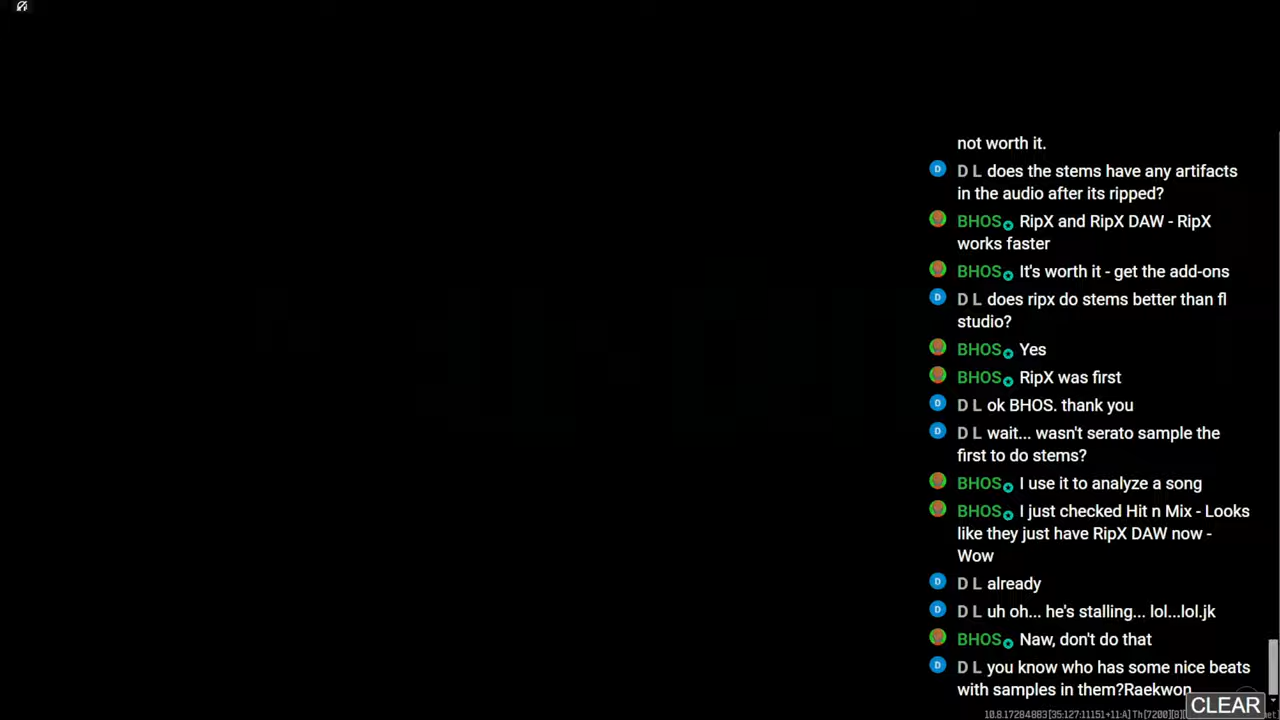 not worth it.
D L does the stems have any artifacts
in the audio after its ripped?
BHOS RipX and RipX DAW - RipX
works faster
BHOS It's worth it - get the add-ons
D L does ripx do stems better than fl
studio?
BHOS Yes
BHOS RipX was first
D L ok BHOS. thank you
D L wait... wasn't serato sample the
first to do stems?
BHOS I use it to analyze a song
BHOS I just checked Hit n Mix - Looks
like they just have RipX DAW now -
Wow
D L already
D L uh oh... he's stalling... lol...lol.jk
BHOS Naw, don't do that
D L you know who has some nice beats
with samples in them?Raekwon
CLEAR